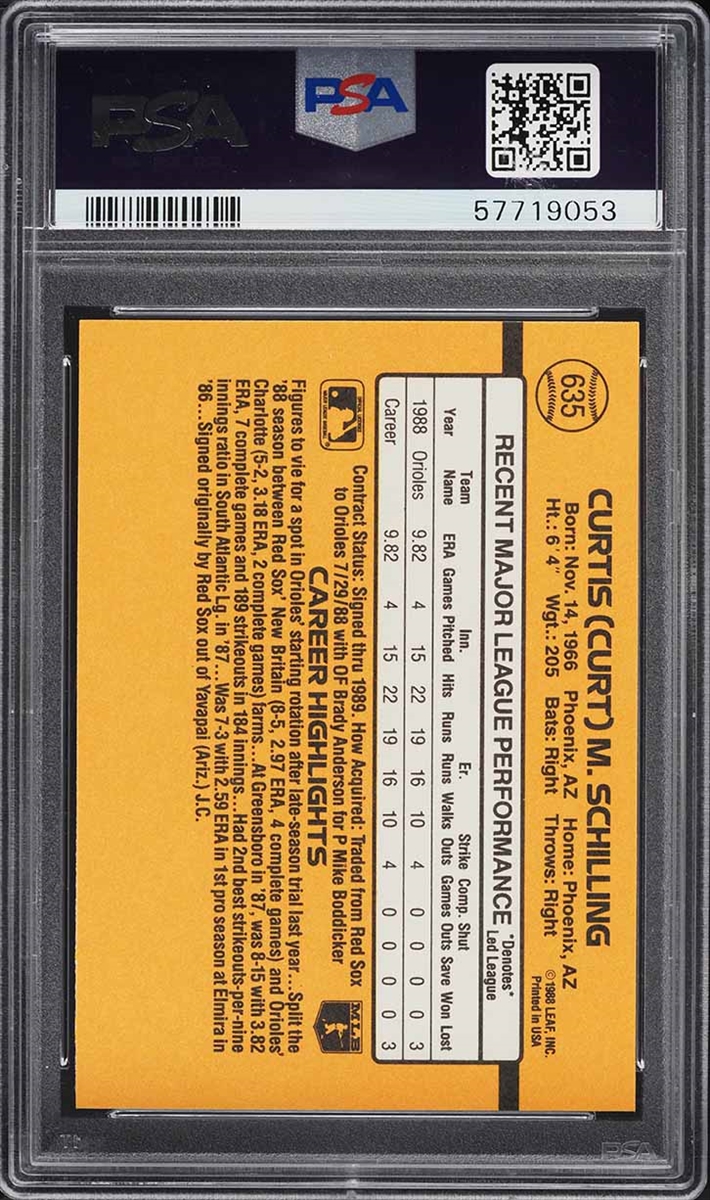 PSA
PSA
57719053
635
CURTIS (CURT) M. SCHILLING
Born: Nov. 14, 1966 Phoenix, AZ Home: Phoenix, AZ
Ht.: 6'4" Wgt.: 205 Bats: Right Throws: Right
©1988 LEAF, INC.
Printed in USA
RECENT MAJOR LEAGUE PERFORMANCE *Denotes*
Led League
Team Inn. Er. Strike Comp. Shut
Year Name ERA Games Pitched Hits Runs Runs Walks Outs Games Outs Save Won Lost
1988 Orioles 9.82 4 15 22 19 16 10 4 0 0 0 0 3
Career 9.82 4 15 22 19 16 10 4 0 0 0 0 3
OFFICIAL LICENSEE
MAJOR LEAGUE BASEBALL
Contract Status: Signed thru 1989. How Acquired: Traded from Red Sox
to Orioles 7/29/88 with OF Brady Anderson for P Mike Boddicker
MLB
CAREER HIGHLIGHTS
Figures to vie for a spot in Orioles' starting rotation after late-season trial last year...Split the
'88 season between Red Sox' New Britain (8-5, 2.97 ERA, 4 complete games) and Orioles'
Charlotte (5-2, 3.18 ERA, 2 complete games) farms...At Greensboro in '87, was 8-15 with 3.82
ERA, 7 complete games and 189 strikeouts in 184 innings...Had 2nd best strikeouts-per-nine
innings ratio in South Atlantic Lg. in '87...Was 7-3 with 2.59 ERA in 1st pro season at Elmira in
'86...Signed originally by Red Sox out of Yavapai (Ariz.) J.C.
PSA